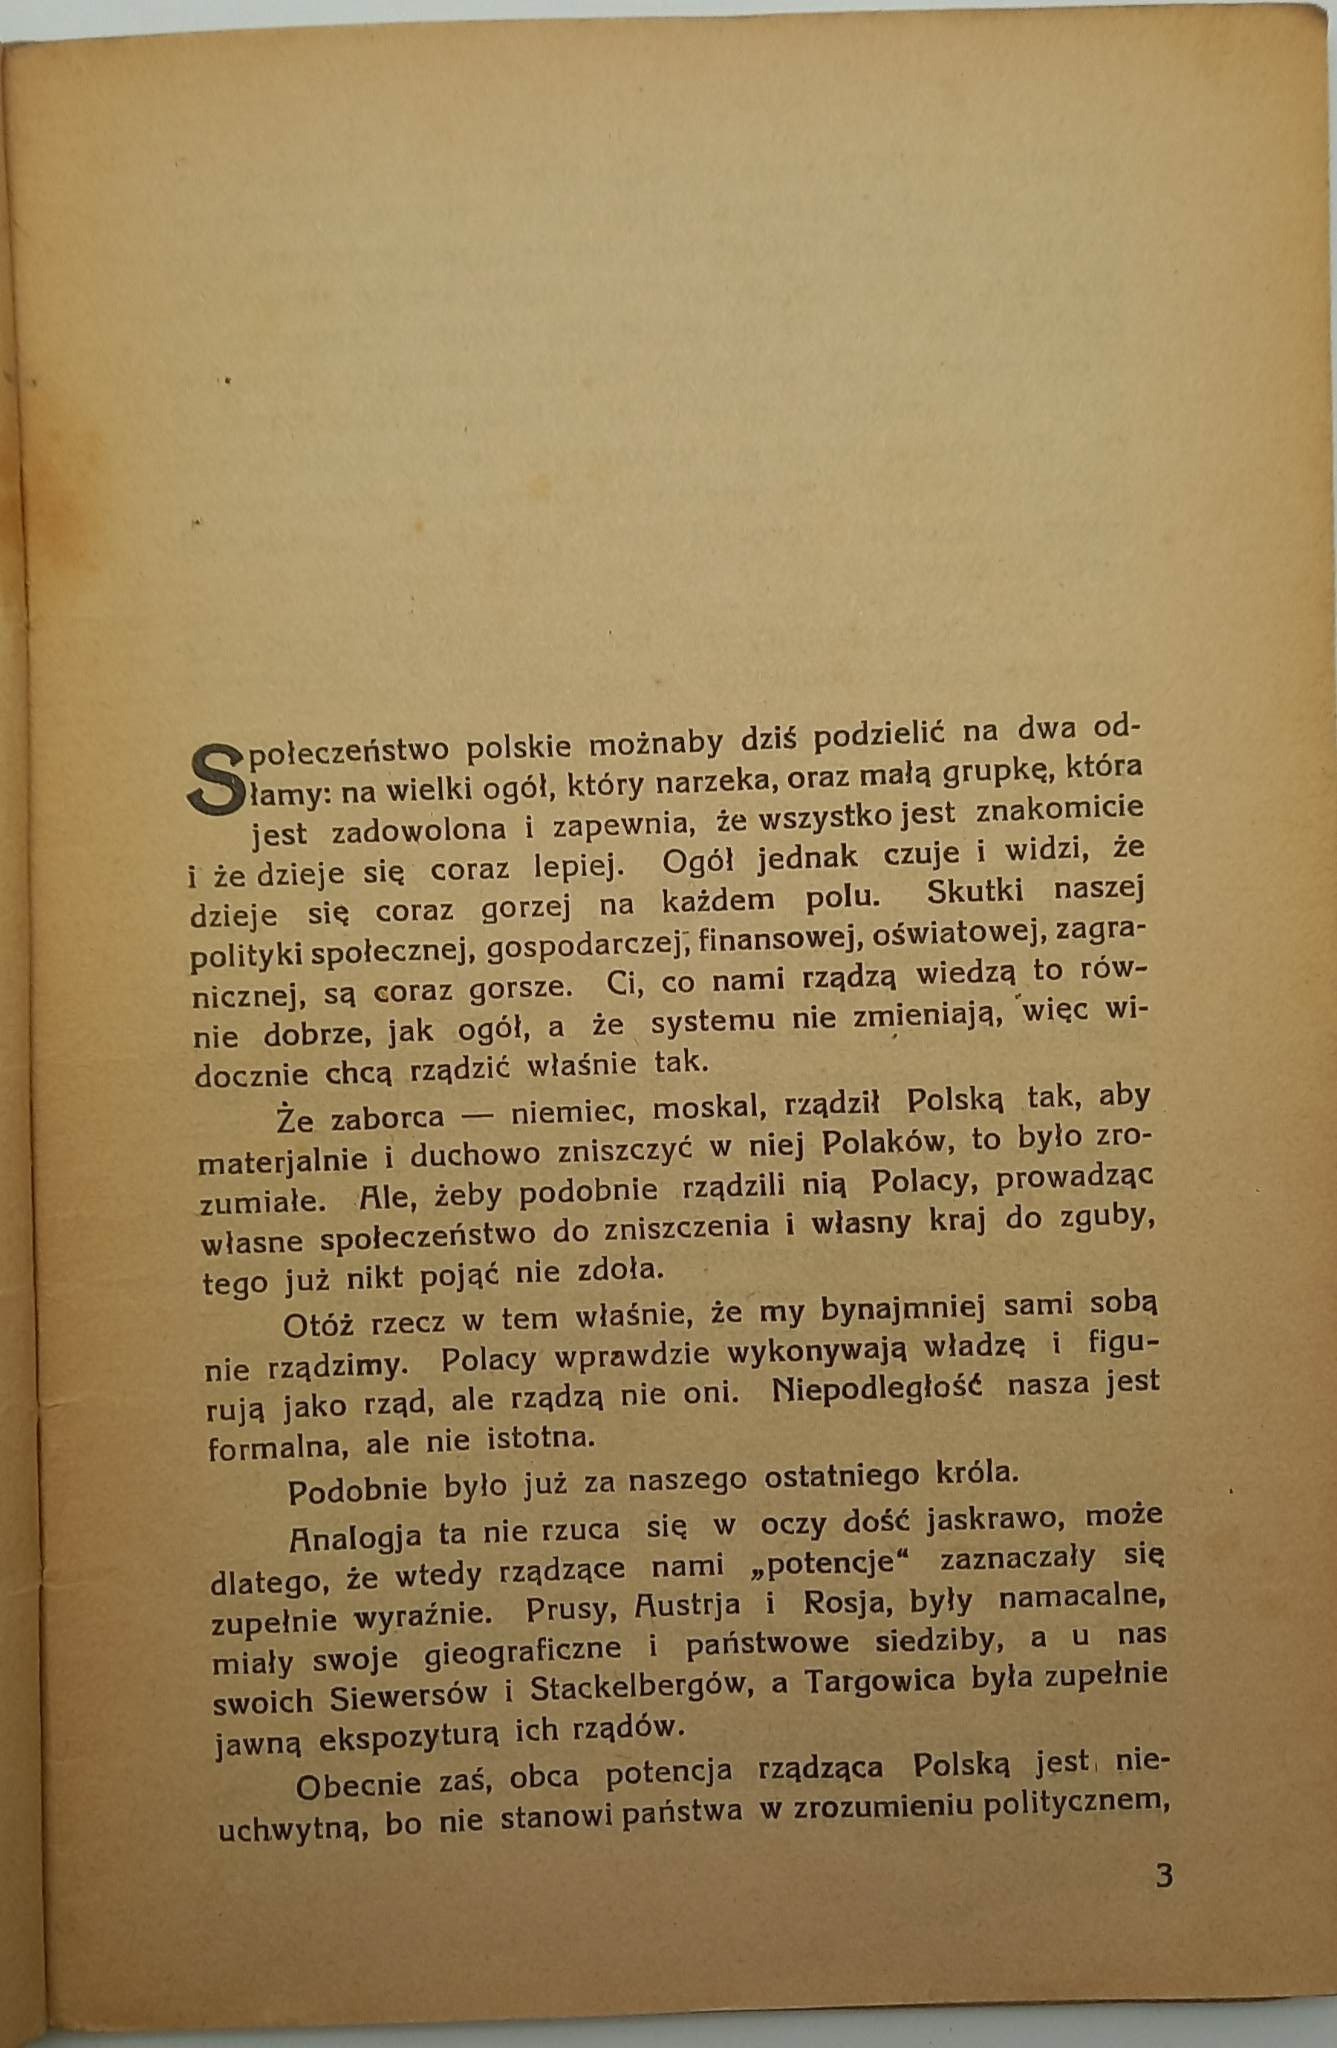 Społeczeństwo polskie możnaby dziś podzielić na dwa od-
łamy: na wielki ogół, który narzeka, oraz małą grupkę, która
jest zadowolona i zapewnia, że wszystko jest znakomicie
i że dzieje się coraz lepiej. Ogół jednak czuje i widzi, że
dzieje się coraz gorzej na każdem polu. Skutki naszej
polityki społecznej, gospodarczej, finansowej, oświatowej, zagra-
nicznej, są coraz gorsze. Ci, co nami rządzą wiedzą to rów-
nie dobrze, jak ogół, a że systemu nie zmieniają, więc wi-
docznie chcą rządzić właśnie tak.
Że zaborca — niemiec, moskal, rządził Polską tak, aby
materjalnie i duchowo zniszczyć w niej Polaków, to było zro-
zumiałe. Ale, żeby podobnie rządzili nią Polacy, prowadząc
własne społeczeństwo do zniszczenia i własny kraj do zguby,
tego już nikt pojąć nie zdoła.
Otóż rzecz w tem właśnie, że my bynajmniej sami sobą
nie rządzimy. Polacy wprawdzie wykonywają władzę i figu-
rują jako rząd, ale rządzą nie oni. Niepodległość nasza jest
formalna, ale nie istotna.
Podobnie było już za naszego ostatniego króla.
Analogja ta nie rzuca się w oczy dość jaskrawo, może
dlatego, że wtedy rządzące nami „potencje“ zaznaczały się
zupełnie wyraźnie. Prusy, Austrja i Rosja, były namacalne,
miały swoje gieograficzne i państwowe siedziby, a u nas
swoich Siewersów i Stackelbergów, a Targowica była zupełnie
jawną ekspozyturą ich rządów.
Obecnie zaś, obca potencja rządząca Polską jest nie-
uchwytną, bo nie stanowi państwa w zrozumieniu politycznem,
3